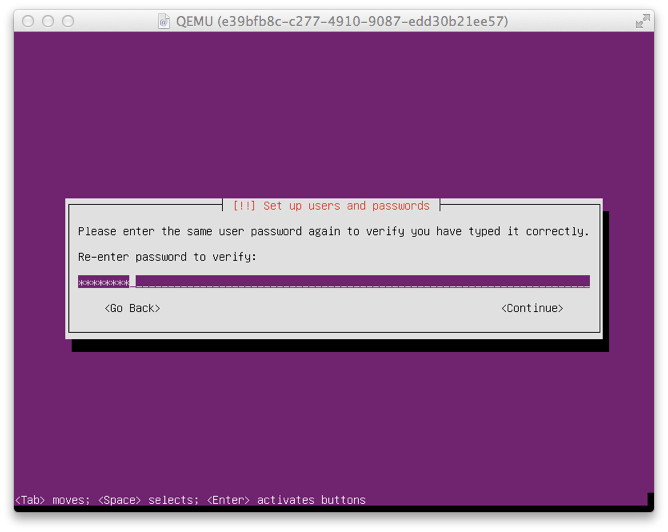 QEMU (e39bfb8c-c277-4910-9087-edd30b21ee57)
[!!] Set up users and passwords
Please enter the same user password again to verify you have typed it correctly.
Re-enter password to verify:
********
<Go Back> <Continue>
<Tab> moves; <Space> selects; <Enter> activates buttons